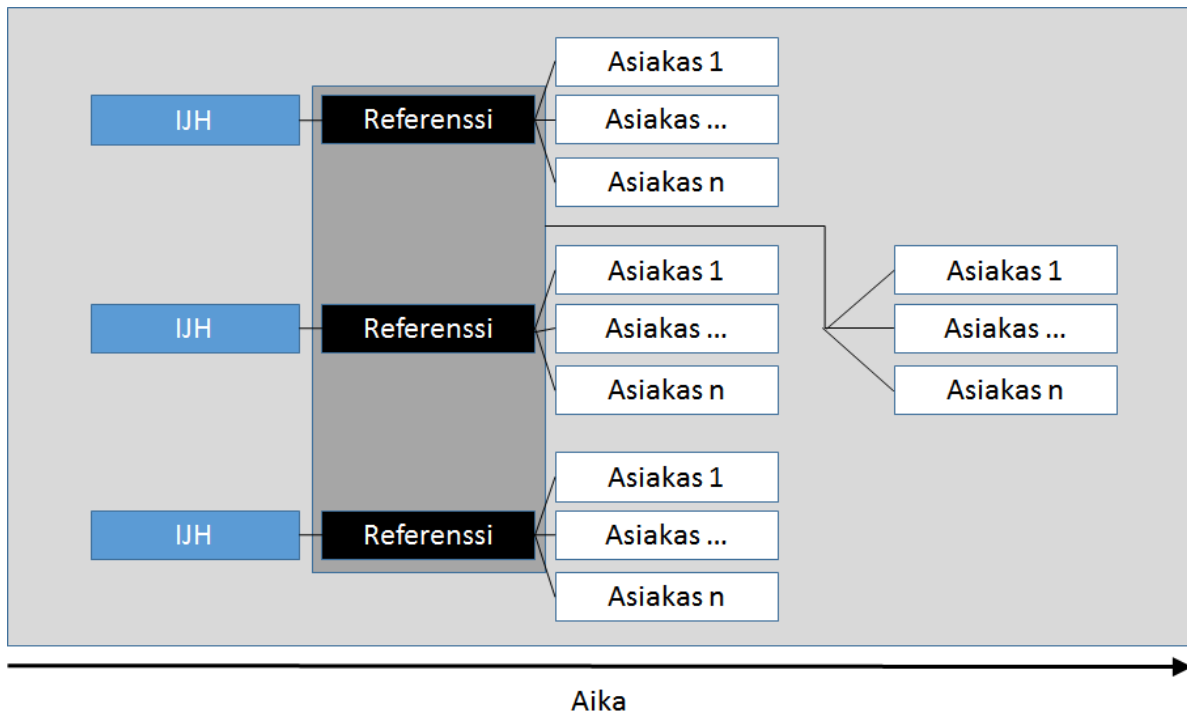 Asiakas 1
IJH
Referenssi
Asiakas ...
Asiakas n
Asiakas 1
IJH
Referenssi
Asiakas ...
Asiakas n
Asiakas 1
Asiakas ...
Asiakas n
Asiakas 1
IJH
Referenssi
Asiakas ...
Asiakas n
Aika